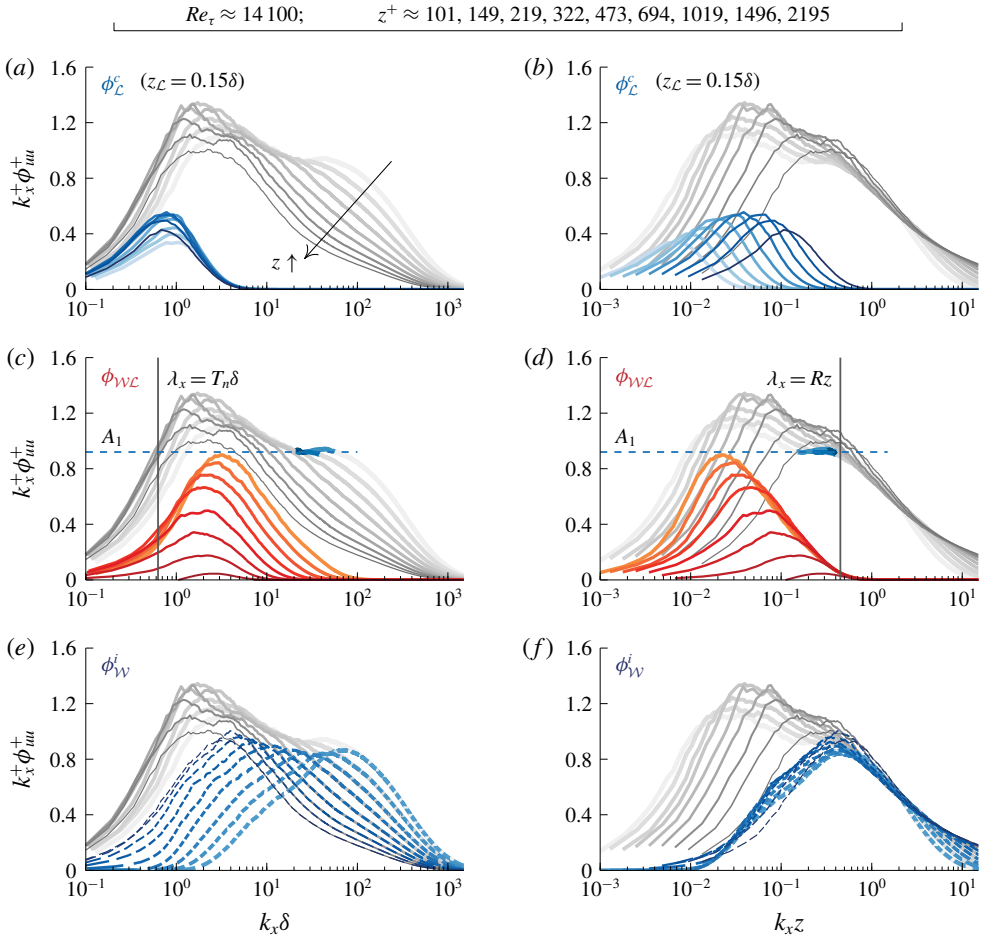 Re_τ ≈ 14 100; z⁺ ≈ 101, 149, 219, 322, 473, 694, 1019, 1496, 2195
(a) (b)
1.6 ϕ^c_ℒ (z_ℒ = 0.15δ) 1.6 ϕ^c_ℒ (z_ℒ = 0.15δ)
1.2 1.2
k_x⁺ϕ⁺_uu 0.8 0.8
0.4 z ↑ 0.4
0 0
10⁻¹ 10⁰ 10¹ 10² 10³ 10⁻³ 10⁻² 10⁻¹ 10⁰ 10¹
(c) (d)
1.6 ϕ_𝒲ℒ λ_x = T_nδ 1.6 ϕ_𝒲ℒ λ_x = Rz
1.2 1.2
A₁ A₁
k_x⁺ϕ⁺_uu 0.8 0.8
0.4 0.4
0 0
10⁻¹ 10⁰ 10¹ 10² 10³ 10⁻³ 10⁻² 10⁻¹ 10⁰ 10¹
(e) (f)
1.6 ϕ^i_𝒲 1.6 ϕ^i_𝒲
1.2 1.2
k_x⁺ϕ⁺_uu 0.8 0.8
0.4 0.4
0 0
10⁻¹ 10⁰ 10¹ 10² 10³ 10⁻³ 10⁻² 10⁻¹ 10⁰ 10¹
k_xδ k_xz